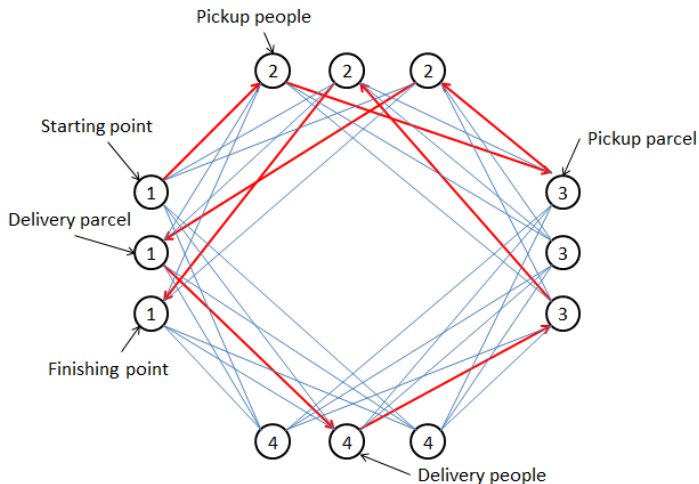 Pickup people
2 2 2
Starting point
Pickup parcel
1 3
Delivery parcel
1 3
1 3
Finishing point
4 4 4
Delivery people